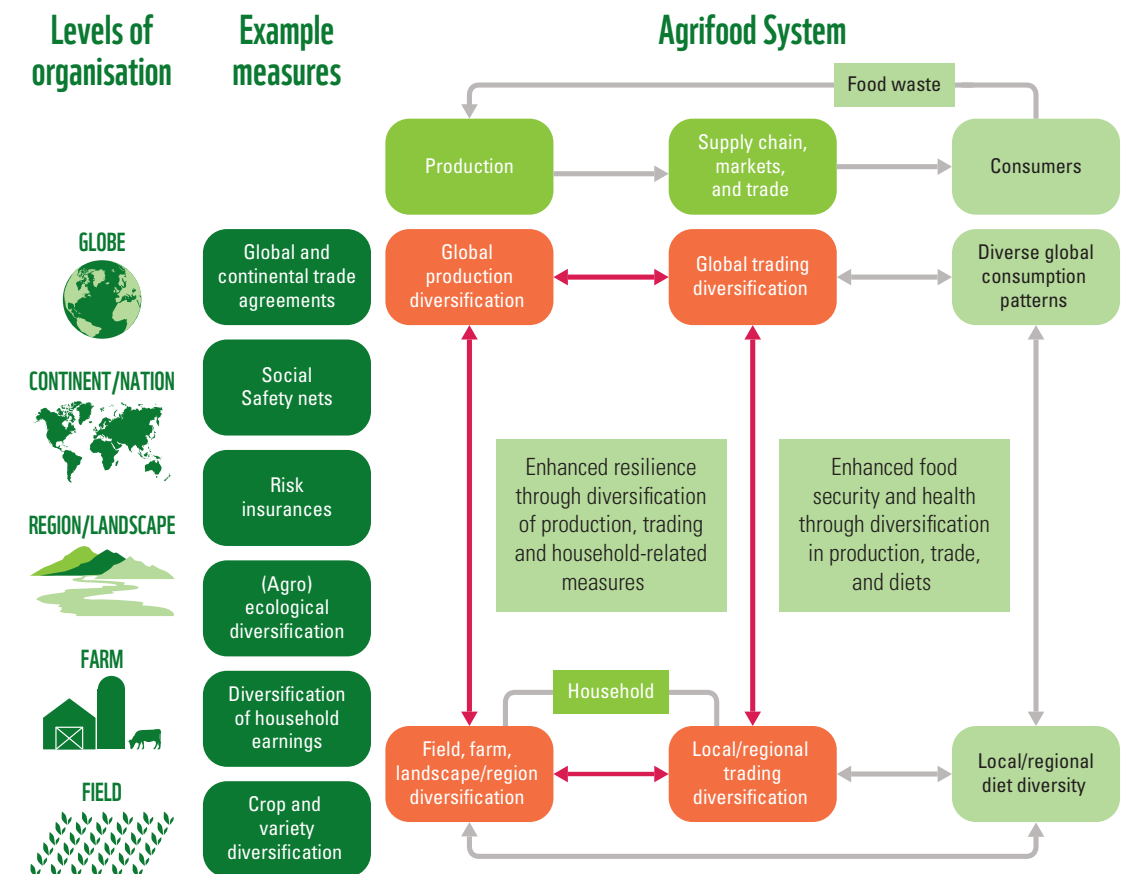 Levels of
organisation
Example
measures
Agrifood System
Food waste
Production
Supply chain,
markets,
and trade
Consumers
GLOBE
Global and
continental trade
agreements
Global
production
diversification
Global trading
diversification
Diverse global
consumption
patterns
CONTINENT/NATION
Social
Safety nets
Risk
insurances
Enhanced resilience
through diversification
of production, trading
and household-related
measures
Enhanced food
security and health
through diversification
in production, trade,
and diets
REGION/LANDSCAPE
(Agro)
ecological
diversification
FARM
Diversification
of household
earnings
Household
Field, farm,
landscape/region
diversification
Local/regional
trading
diversification
Local/regional
diet diversity
FIELD
Crop and
variety
diversification